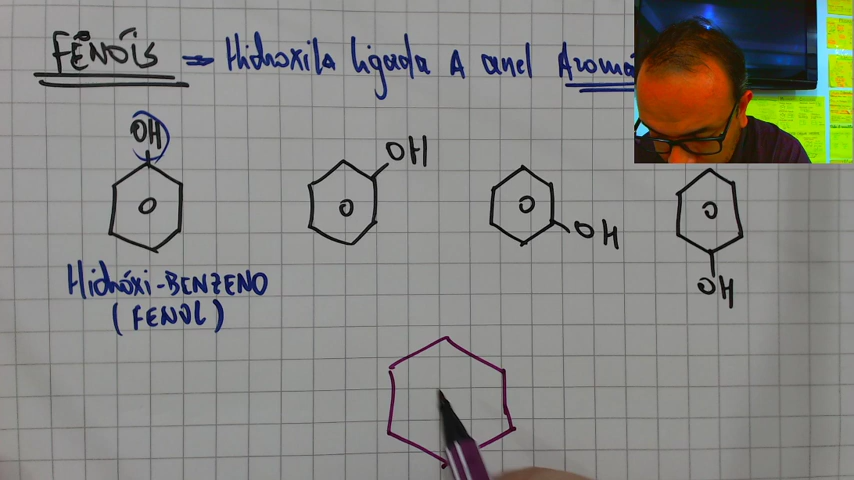 FENÓIS = Hidroxila ligada A anel
OH
OH
OH
OH
Hidróxi-BENZENO
(FENOL)